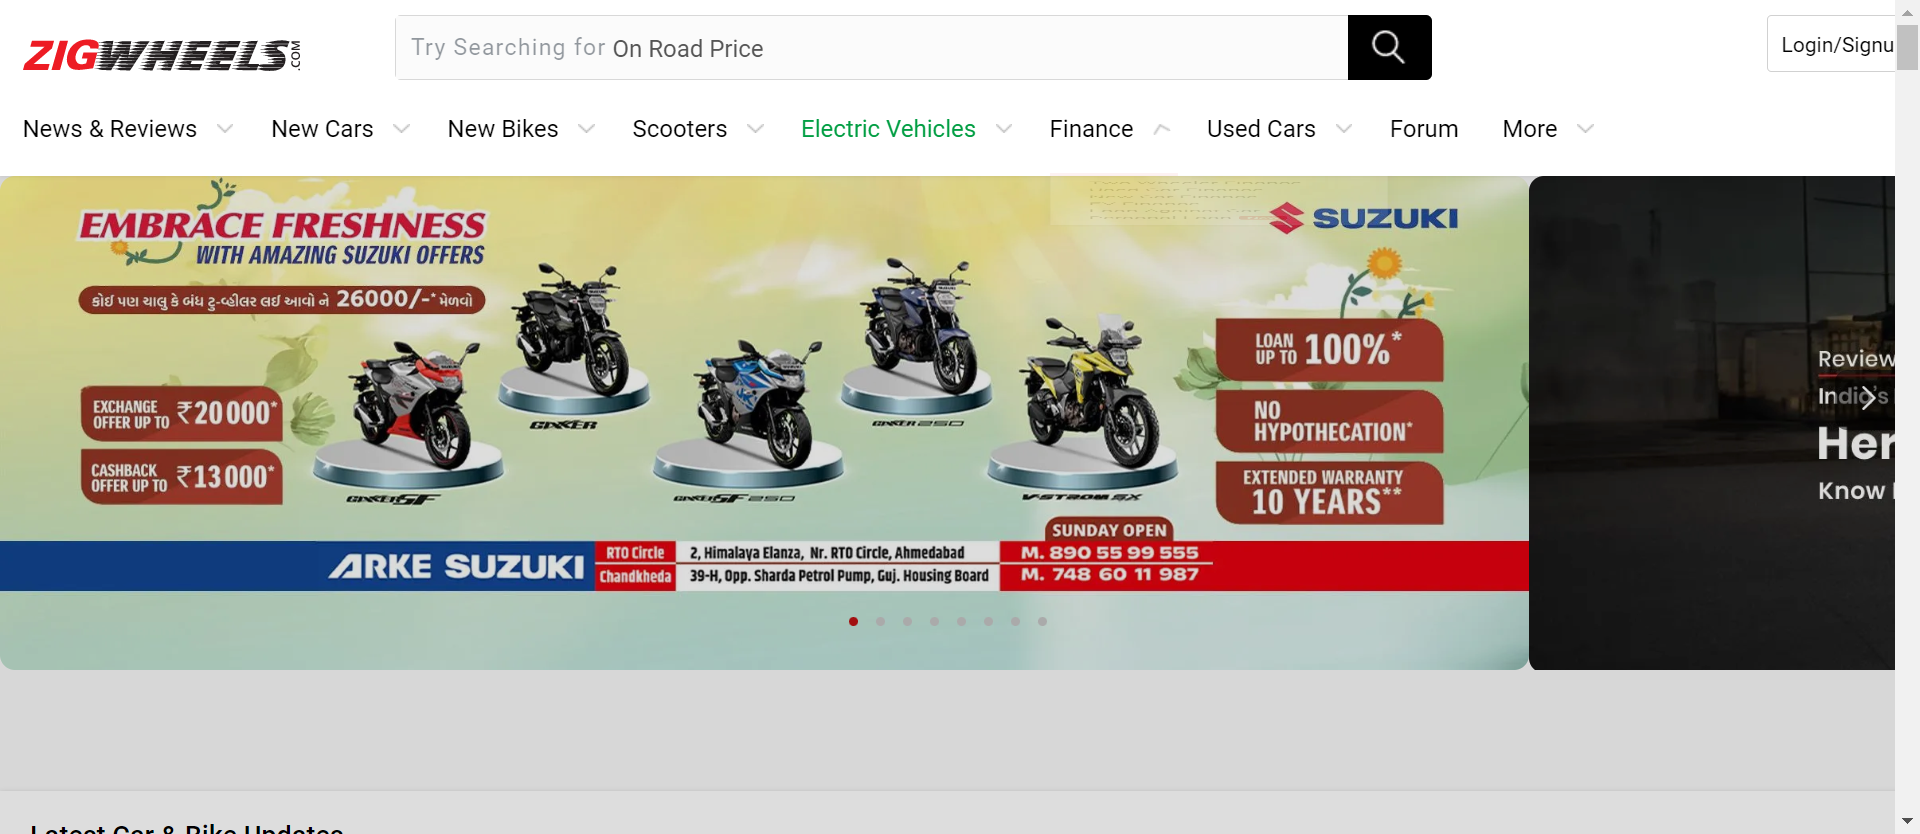 ZIGWHEELS.COM
Try Searching for On Road Price
Login/Signu
News & Reviews
New Cars
New Bikes
Scooters
Electric Vehicles
Finance
Used Cars
Forum
More
EMBRACE FRESHNESS
WITH AMAZING SUZUKI OFFERS
કોઈ પણ ચાલુ કે બંધ ટુ-વ્હીલર લઈ આવો ને 26000/-* મેળવો
EXCHANGE
OFFER UP TO ₹20000*
CASHBACK
OFFER UP TO ₹13000*
GIXXER SF
GIXXER
GIXXER SF 250
GIXXER 250
V-STROM SX
SUZUKI
LOAN
UP TO 100%*
NO
HYPOTHECATION*
EXTENDED WARRANTY
10 YEARS**
SUNDAY OPEN
ARKE SUZUKI
RTO Circle 2, Himalaya Elanza, Nr. RTO Circle, Ahmedabad M. 890 55 99 555
Chandkheda 39-H, Opp. Sharda Petrol Pump, Guj. Housing Board M. 748 60 11 987
Review
India's
Her
Know
Latest Car & Bike Updates